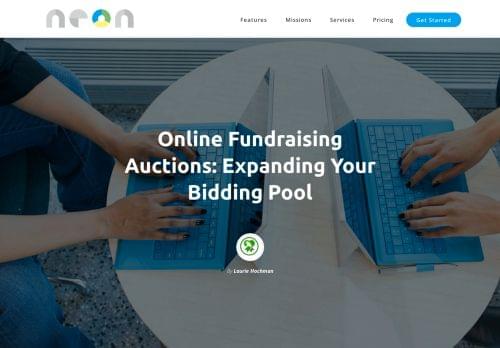 neon
Features Missions Services Pricing Get Started
Online Fundraising
Auctions: Expanding Your
Bidding Pool
By Laurie Hochman